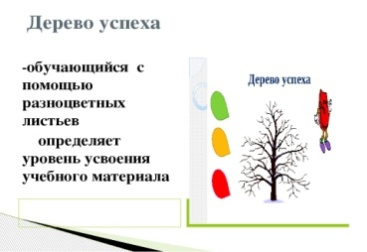 Дерево успеха
-обучающийся с
помощью
разноцветных
листьев
определяет
уровень усвоения
учебного материала
Дерево успеха